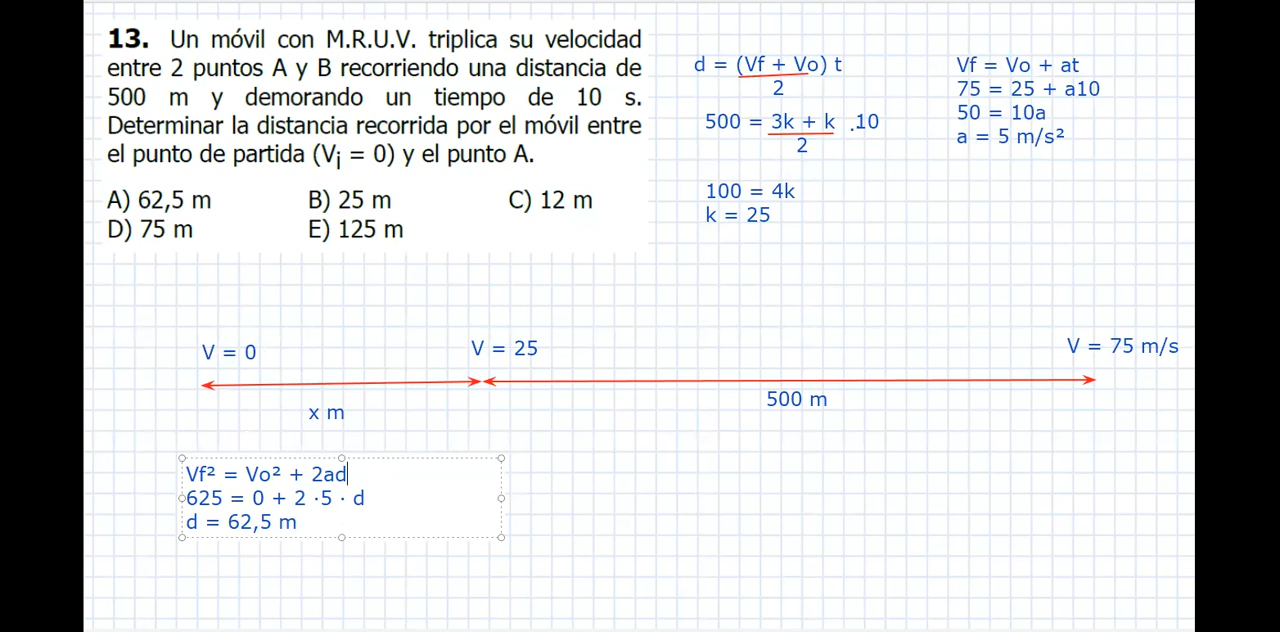 13. Un móvil con M.R.U.V. triplica su velocidad
entre 2 puntos A y B recorriendo una distancia de
500 m y demorando un tiempo de 10 s.
Determinar la distancia recorrida por el móvil entre
el punto de partida (Vi = 0) y el punto A.
A) 62,5 m B) 25 m C) 12 m
D) 75 m E) 125 m
d = (Vf + Vo) t
2
500 = 3k + k .10
2
100 = 4k
k = 25
Vf = Vo + at
75 = 25 + a10
50 = 10a
a = 5 m/s²
V = 0
V = 25
V = 75 m/s
x m
500 m
Vf² = Vo² + 2ad
625 = 0 + 2 ·5 · d
d = 62,5 m